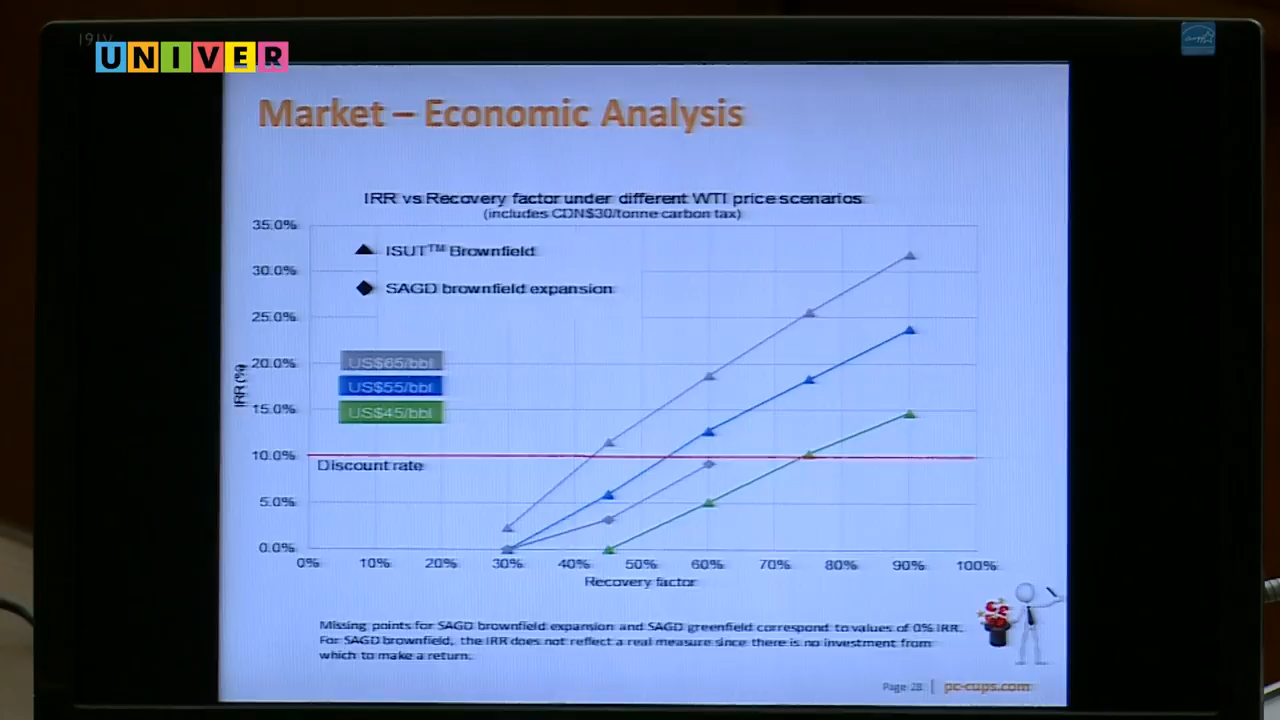 UNIVER
Market – Economic Analysis
IRR vs Recovery factor under different WTI price scenarios
(includes CDN$30/tonne carbon tax)
35.0%
30.0%
25.0%
20.0%
15.0%
10.0%
5.0%
0.0%
IRR (%)
ISUT™ Brownfield
SAGD brownfield expansion
US$65/bbl
US$55/bbl
US$45/bbl
Discount rate
0% 10% 20% 30% 40% 50% 60% 70% 80% 90% 100%
Recovery factor
Missing points for SAGD brownfield expansion and SAGD greenfield correspond to values of 0% IRR.
For SAGD brownfield, the IRR does not reflect a real measure since there is no investment from
which to make a return.
Page 28 | pc-cups.com